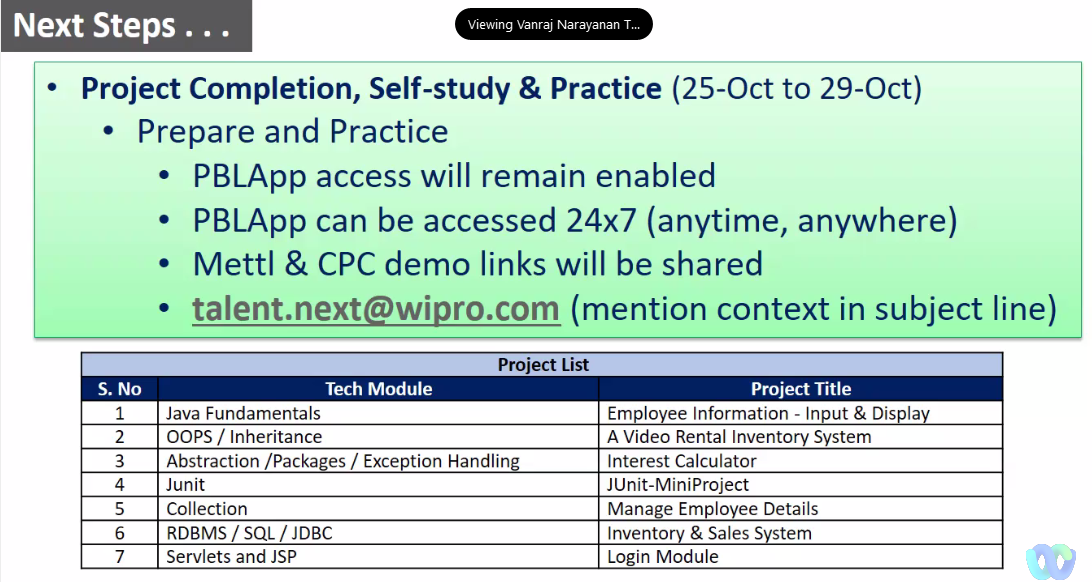 Next Steps . . .
Viewing Vanraj Narayanan T...
• Project Completion, Self-study & Practice (25-Oct to 29-Oct)
• Prepare and Practice
• PBLApp access will remain enabled
• PBLApp can be accessed 24x7 (anytime, anywhere)
• Mettl & CPC demo links will be shared
• talent.next@wipro.com (mention context in subject line)
Project List
S. No Tech Module Project Title
1 Java Fundamentals Employee Information - Input & Display
2 OOPS / Inheritance A Video Rental Inventory System
3 Abstraction /Packages / Exception Handling Interest Calculator
4 Junit JUnit-MiniProject
5 Collection Manage Employee Details
6 RDBMS / SQL / JDBC Inventory & Sales System
7 Servlets and JSP Login Module